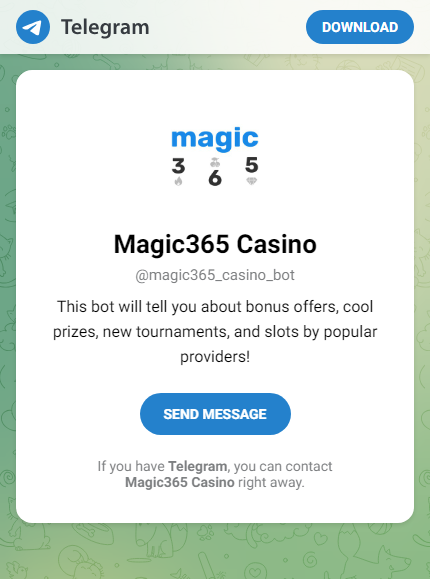 Telegram
DOWNLOAD
magic
3 6 5
Magic365 Casino
@magic365_casino_bot
This bot will tell you about bonus offers, cool
prizes, new tournaments, and slots by popular
providers!
SEND MESSAGE
If you have Telegram, you can contact
Magic365 Casino right away.